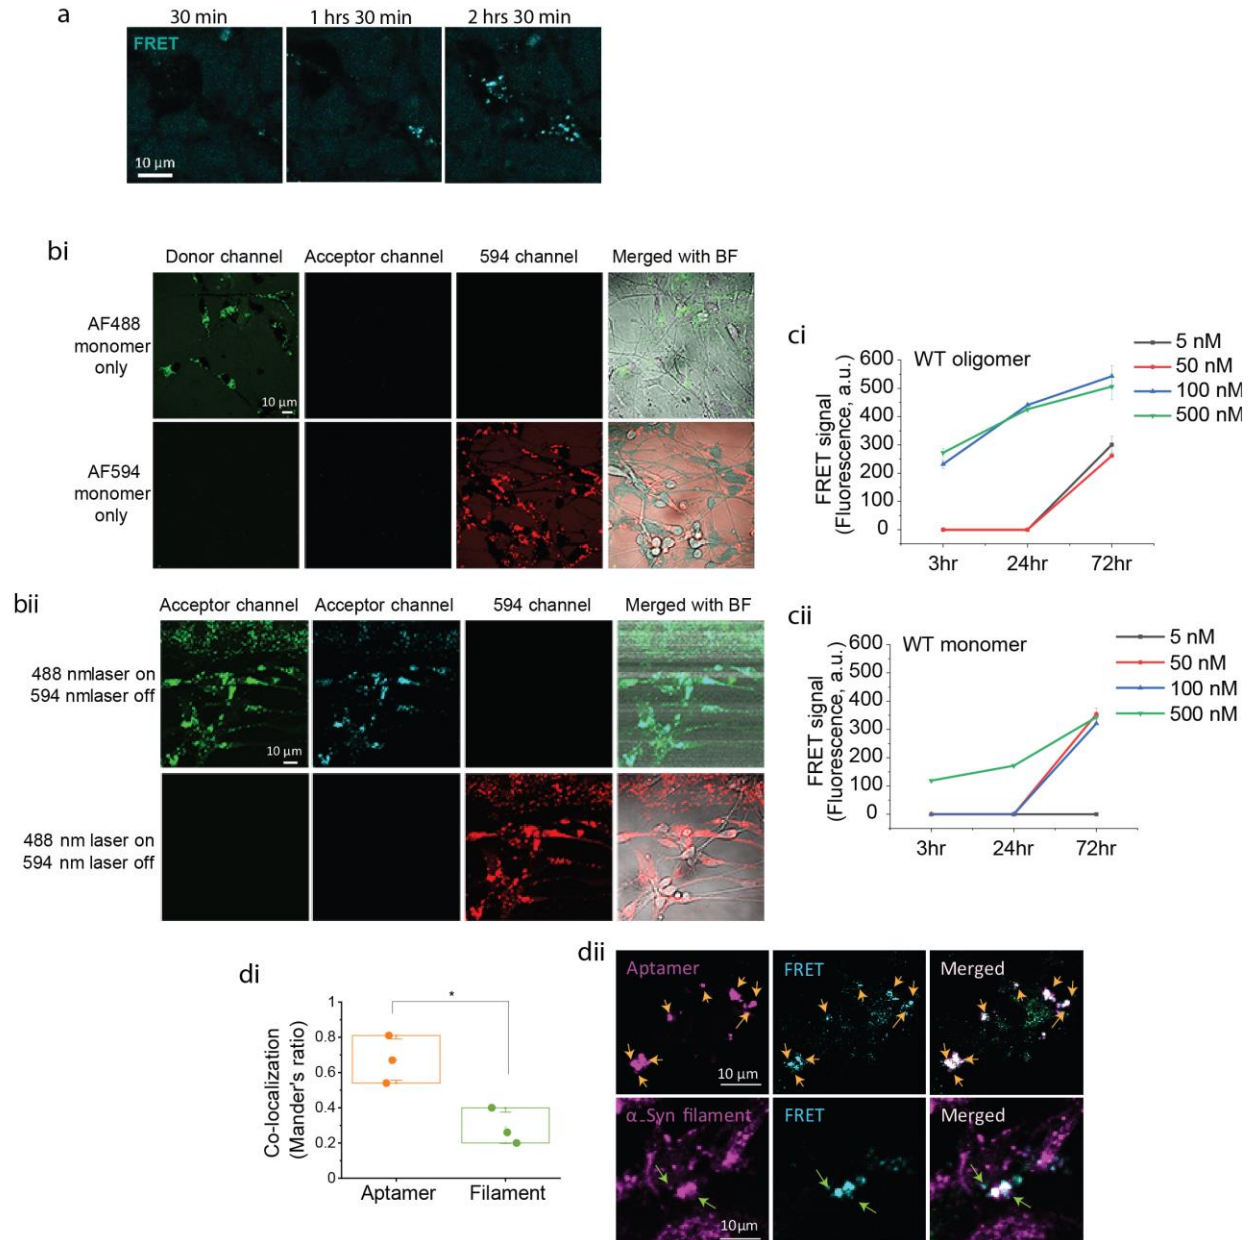 a
30 min
1 hrs 30 min
2 hrs 30 min
FRET
10 µm
bi
Donor channel
Acceptor channel
594 channel
Merged with BF
AF488
monomer
only
10 µm
AF594
monomer
only
bii
Acceptor channel
Acceptor channel
594 channel
Merged with BF
488 nmlaser on
594 nmlaser off
10 µm
488 nm laser on
594 nm laser off
ci
WT oligomer
5 nM
50 nM
100 nM
500 nM
FRET signal
(Fluorescence, a.u.)
600
500
400
300
200
100
0
3hr
24hr
72hr
cii
WT monomer
5 nM
50 nM
100 nM
500 nM
FRET signal
(Fluorescence, a.u.)
600
500
400
300
200
100
0
3hr
24hr
72hr
di
Co-localization
(Mander's ratio)
1
0.8
0.6
0.4
0.2
0
*
Aptamer
Filament
dii
Aptamer
FRET
Merged
10 µm
α-Syn filament
FRET
Merged
10µm